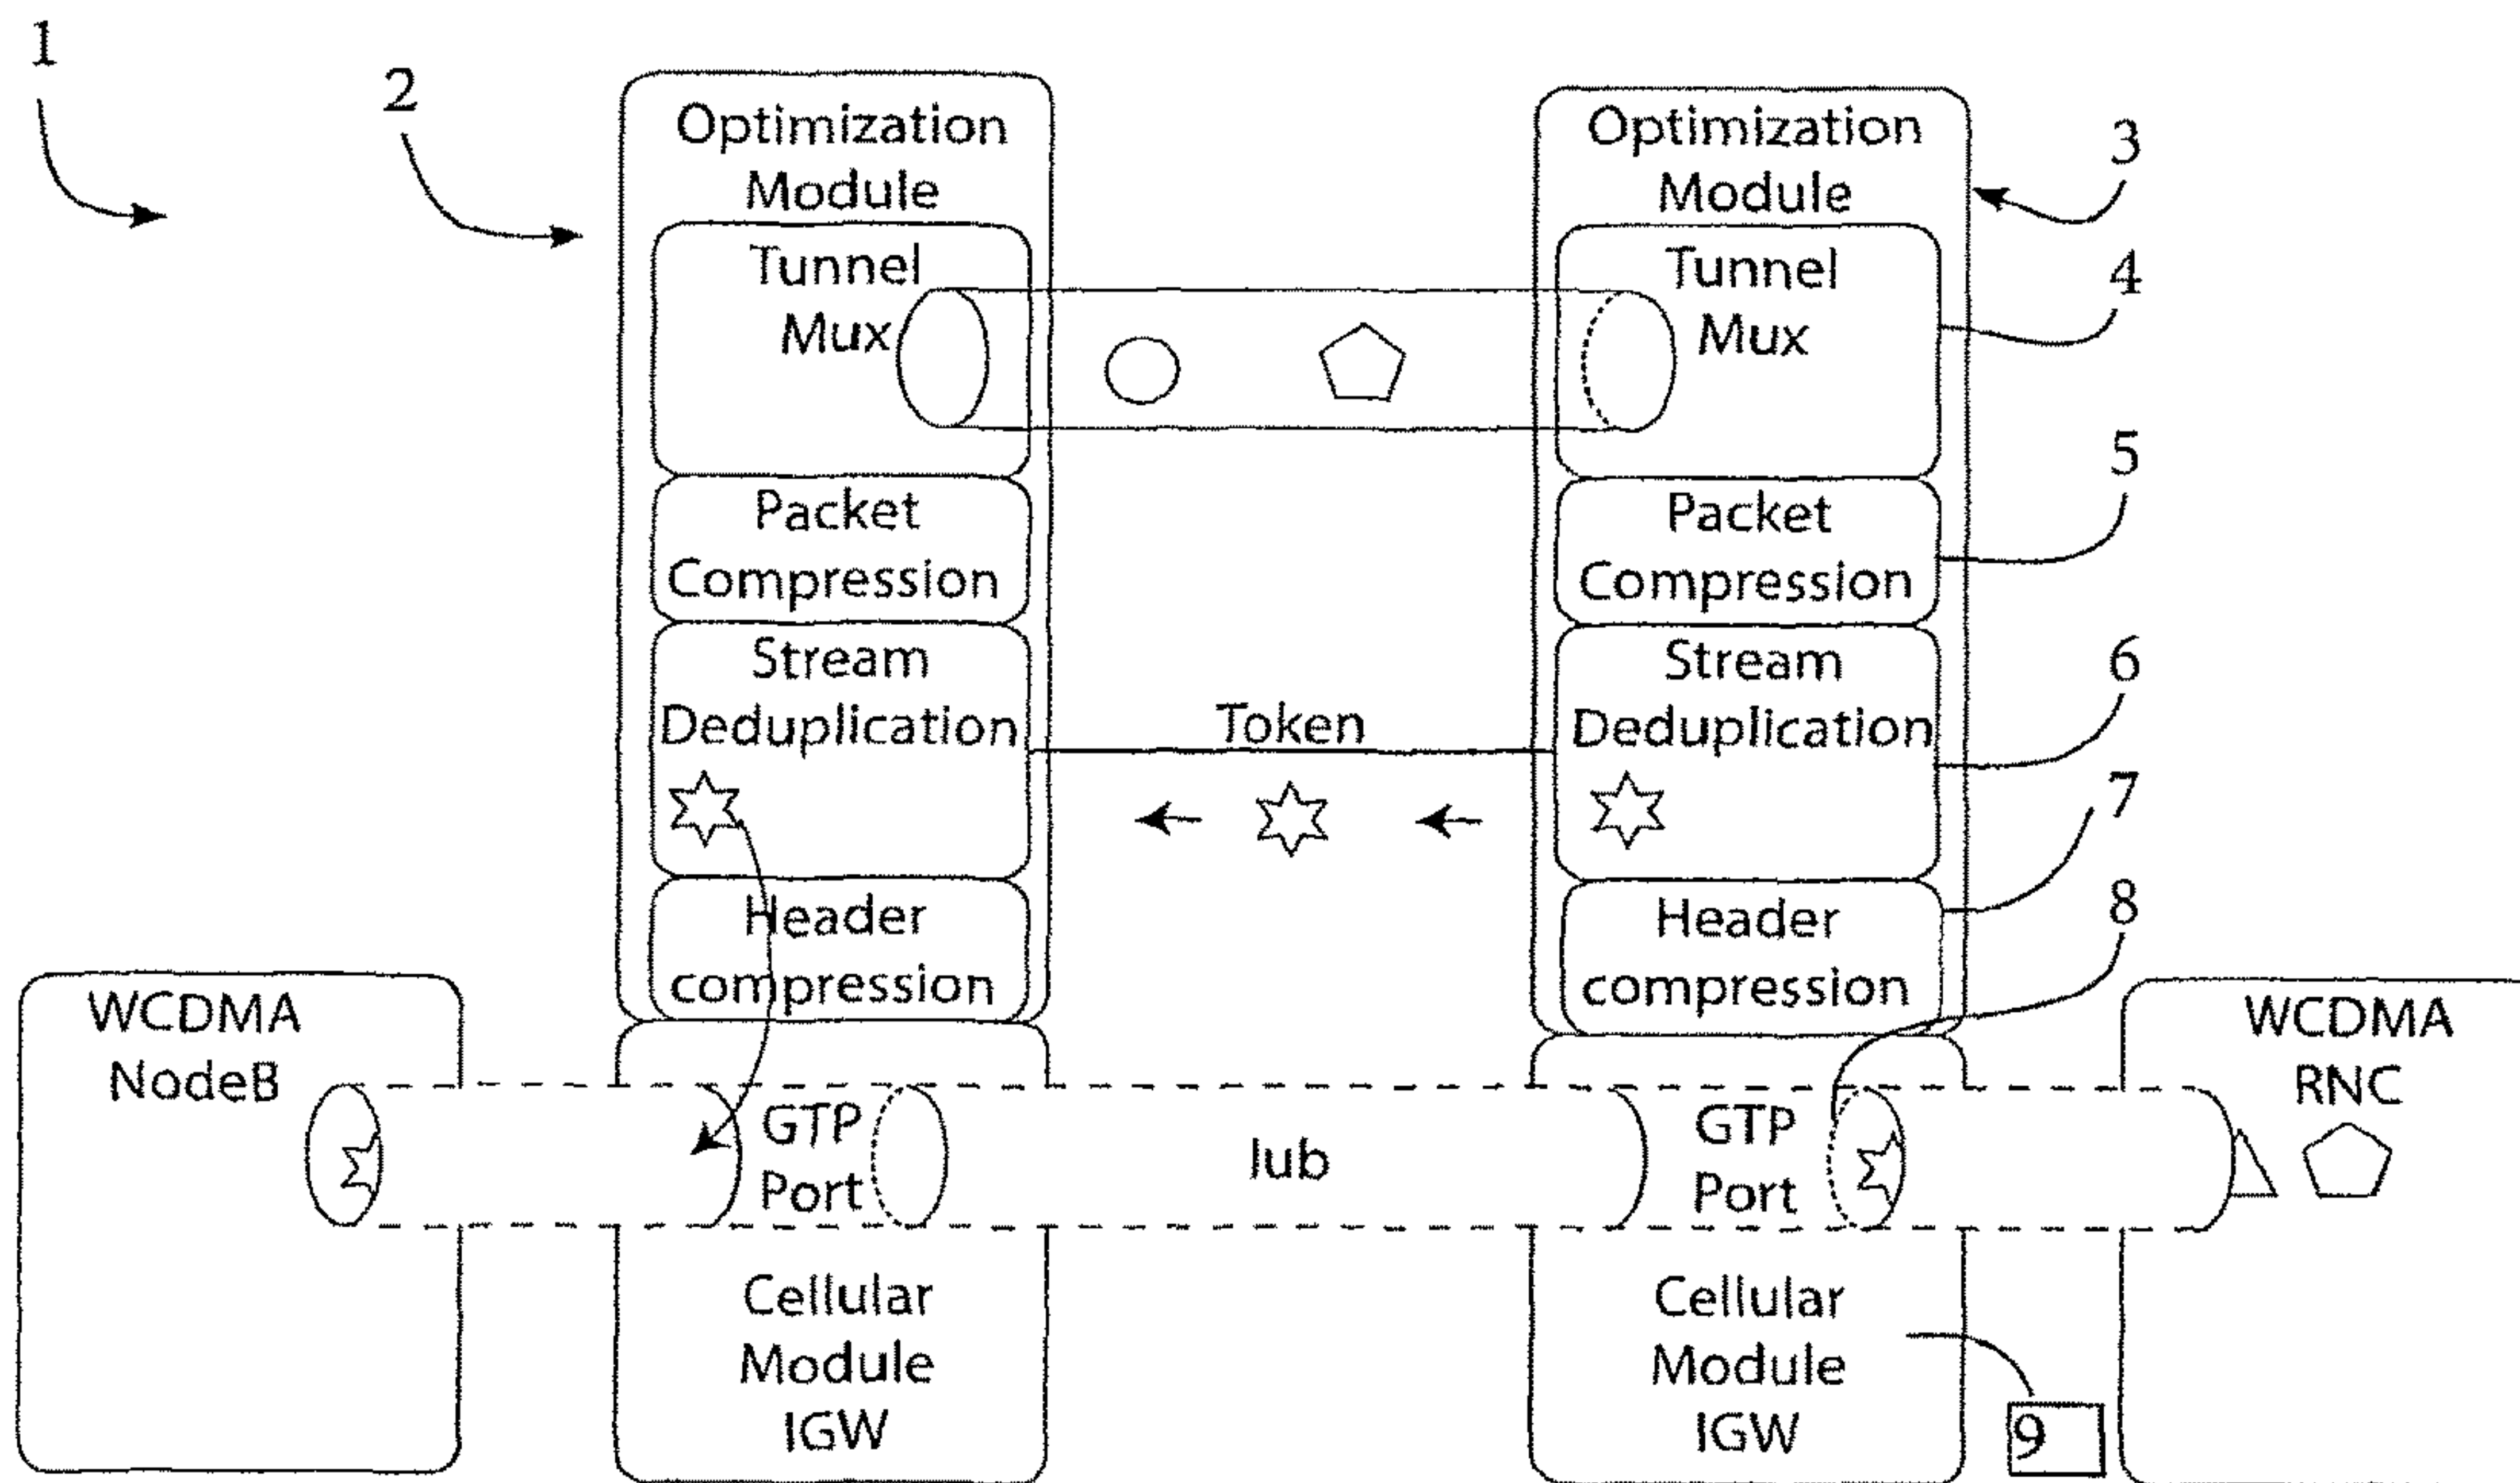 1
2
Optimization
Module
Tunnel
Mux
Packet
Compression
Stream
Deduplication
Header
compression
Token
Optimization
Module
Tunnel
Mux
Packet
Compression
Stream
Deduplication
Header
compression
3
4
5
6
7
8
WCDMA
NodeB
GTP
Port
Cellular
Module
IGW
Iub
GTP
Port
Cellular
Module
IGW
9
WCDMA
RNC